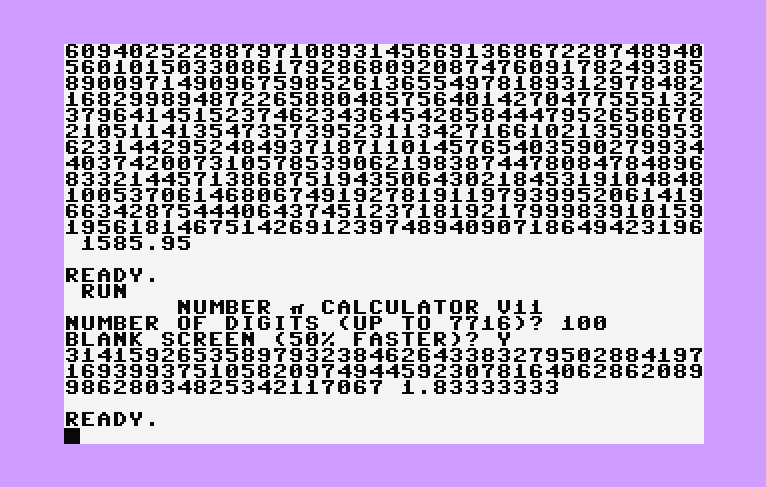 6094025228879710893145669136867228748940
5601015033086179286809208747609178249385
8900971490967598526136554978189312978482
1682998948722658804857564014270477555132
3796414515237462343645428584447952658678
2105114135473573952311342716610213596953
6231442952484937187110145765403590279934
4037420073105785390621983874478084784896
8332144571386875194350643021845319104848
1005370614680674919278191197939952061419
6634287544406437451237181921799983910159
1956181467514269123974894090718649423196
1585.95
READY.
RUN
NUMBER π CALCULATOR V11
NUMBER OF DIGITS (UP TO 7716)? 100
BLANK SCREEN (50% FASTER)? Y
3141592653589793238462643383279502884197
1693993751058209749445923078164062862089
98628034825342117067 1.83333333
READY.